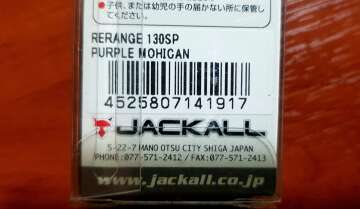 ●子供、または幼児の手の届かない所に保管し
てください。
RERANGE 130SP
PURPLE MOHICAN
4525807141917
JACKALL
5-22-7 MANO OTSU CITY SHIGA JAPAN
PHONE:077-571-2412 / FAX:077-571-2413
www.jackall.co.jp